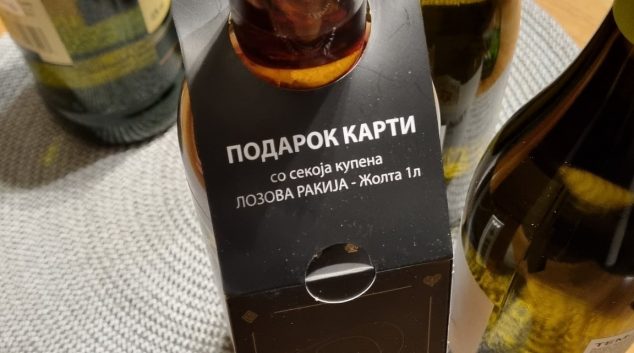 ПОДАРОК КАРТИ
со секоја купена
ЛОЗОВА РАКИЈА - Жолта 1л